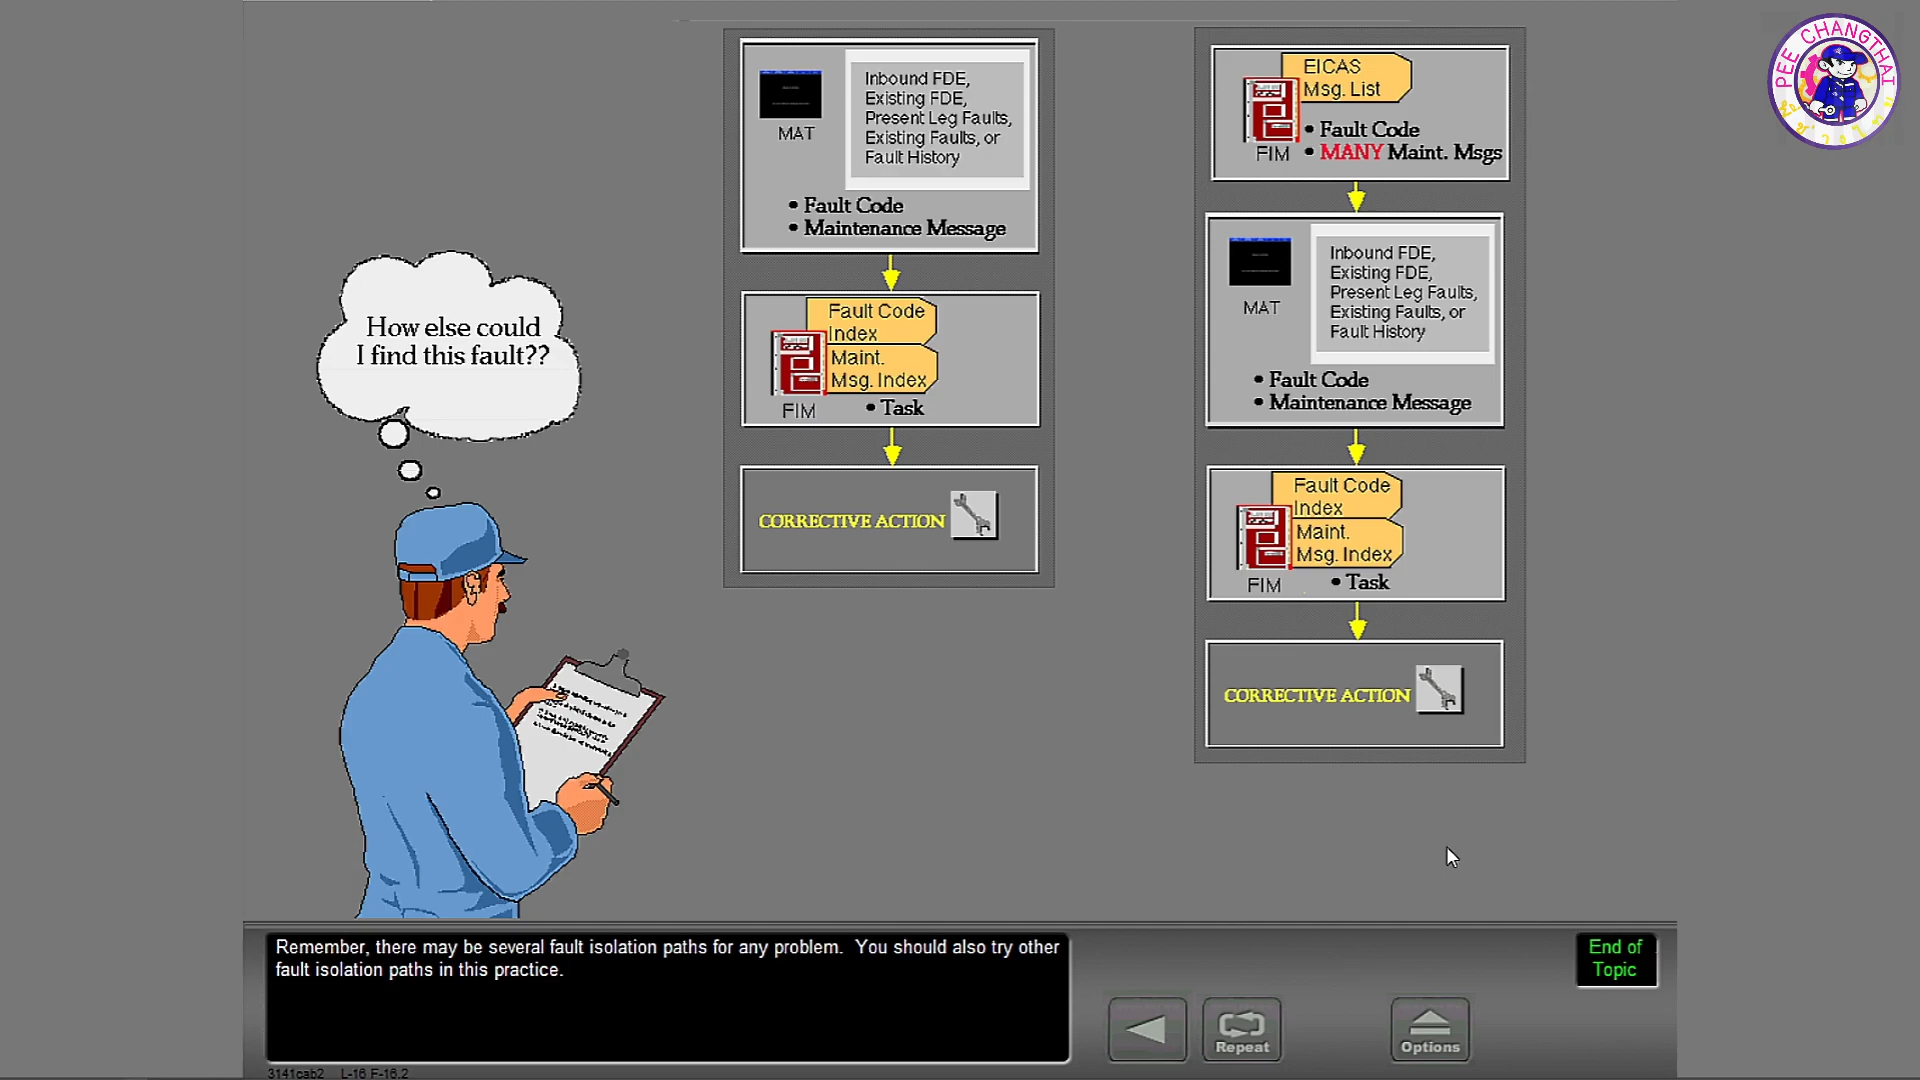 How else could
I find this fault??
MAT
Inbound FDE,
Existing FDE,
Present Leg Faults,
Existing Faults, or
Fault History
• Fault Code
• Maintenance Message
Fault Code
Index
Maint.
Msg. Index
FIM
• Task
CORRECTIVE ACTION
EICAS
Msg. List
FIM
• Fault Code
• MANY Maint. Msgs
MAT
Inbound FDE,
Existing FDE,
Present Leg Faults,
Existing Faults, or
Fault History
• Fault Code
• Maintenance Message
Fault Code
Index
Maint.
Msg. Index
FIM
• Task
CORRECTIVE ACTION
PEE CHANGTHAI
Remember, there may be several fault isolation paths for any problem. You should also try other
fault isolation paths in this practice.
End of
Topic
Repeat
Options
3141cab2 L-16 F-16.2